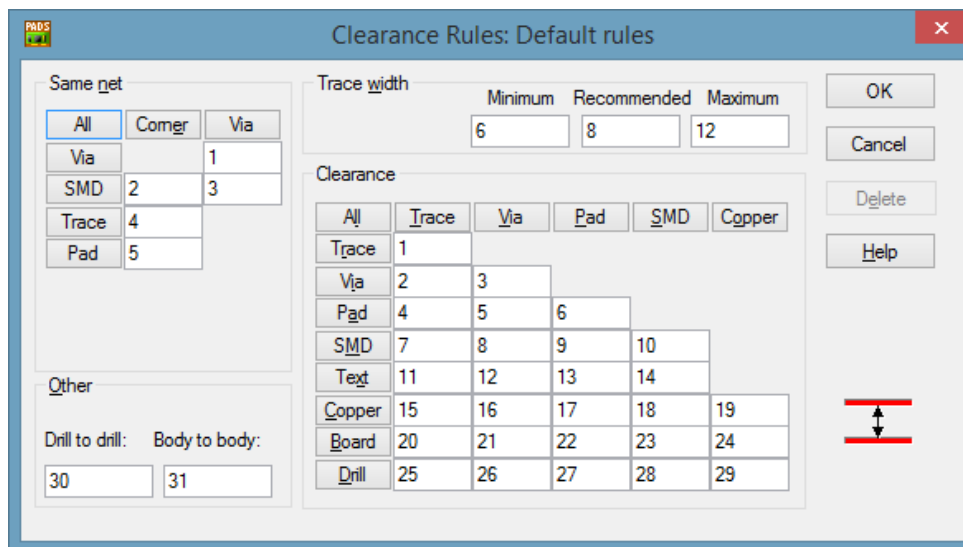 PADS
Clearance Rules: Default rules
Same net
All Corner Via
Via 1
SMD 2 3
Trace 4
Pad 5
Trace width
Minimum Recommended Maximum
6 8 12
Clearance
All Trace Via Pad SMD Copper
Trace 1
Via 2 3
Pad 4 5 6
SMD 7 8 9 10
Text 11 12 13 14
Copper 15 16 17 18 19
Board 20 21 22 23 24
Drill 25 26 27 28 29
Other
Drill to drill: Body to body:
30 31
OK
Cancel
Delete
Help